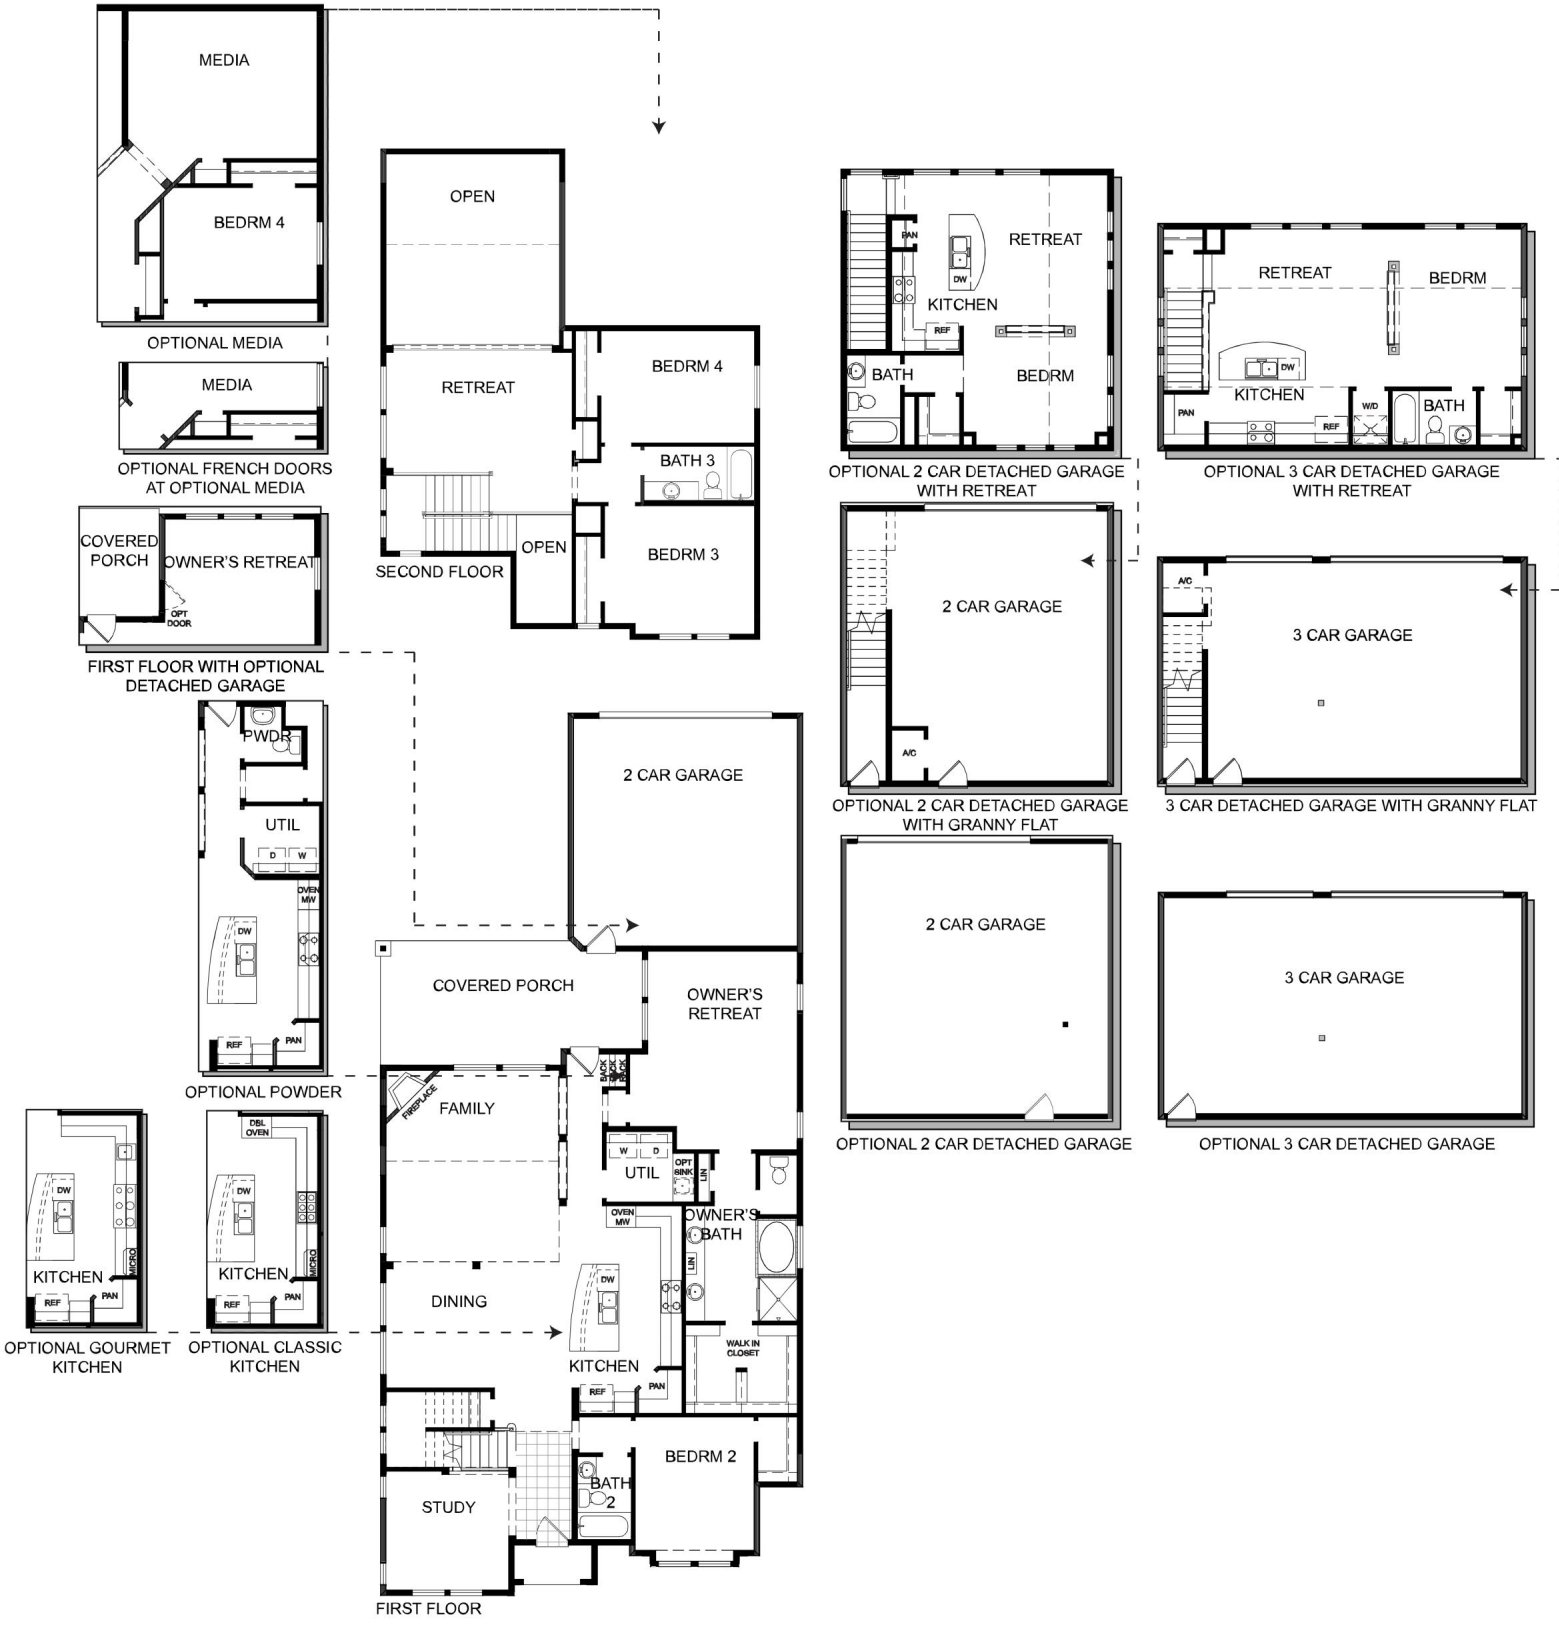 MEDIA
BEDRM 4
OPTIONAL MEDIA
MEDIA
OPTIONAL FRENCH DOORS
AT OPTIONAL MEDIA
COVERED
PORCH
OWNER'S RETREAT
OPT
DOOR
FIRST FLOOR WITH OPTIONAL
DETACHED GARAGE
PWDR
UTIL
D
W
OVEN
MW
DW
REF
PAN
OPTIONAL POWDER
DW
KITCHEN
MICRO
REF
PAN
OPTIONAL GOURMET
KITCHEN
DBL
OVEN
DW
KITCHEN
MICRO
REF
PAN
OPTIONAL CLASSIC
KITCHEN
OPEN
RETREAT
BEDRM 4
BATH 3
OPEN
BEDRM 3
SECOND FLOOR
2 CAR GARAGE
COVERED PORCH
OWNER'S
RETREAT
FIREPLACE
FAMILY
BACK
BACK
BACK
W
D
UTIL
OPT
SINK
LIN
OVEN
MW
OWNER'S
BATH
LIN
DW
DINING
KITCHEN
WALK IN
CLOSET
REF
PAN
BEDRM 2
BATH
2
STUDY
FIRST FLOOR
PAN
RETREAT
DW
KITCHEN
REF
BATH
BEDRM
OPTIONAL 2 CAR DETACHED GARAGE
WITH RETREAT
RETREAT
BEDRM
DW
KITCHEN
PAN
REF
W/D
BATH
OPTIONAL 3 CAR DETACHED GARAGE
WITH RETREAT
2 CAR GARAGE
A/C
OPTIONAL 2 CAR DETACHED GARAGE
WITH GRANNY FLAT
A/C
3 CAR GARAGE
3 CAR DETACHED GARAGE WITH GRANNY FLAT
2 CAR GARAGE
OPTIONAL 2 CAR DETACHED GARAGE
3 CAR GARAGE
OPTIONAL 3 CAR DETACHED GARAGE